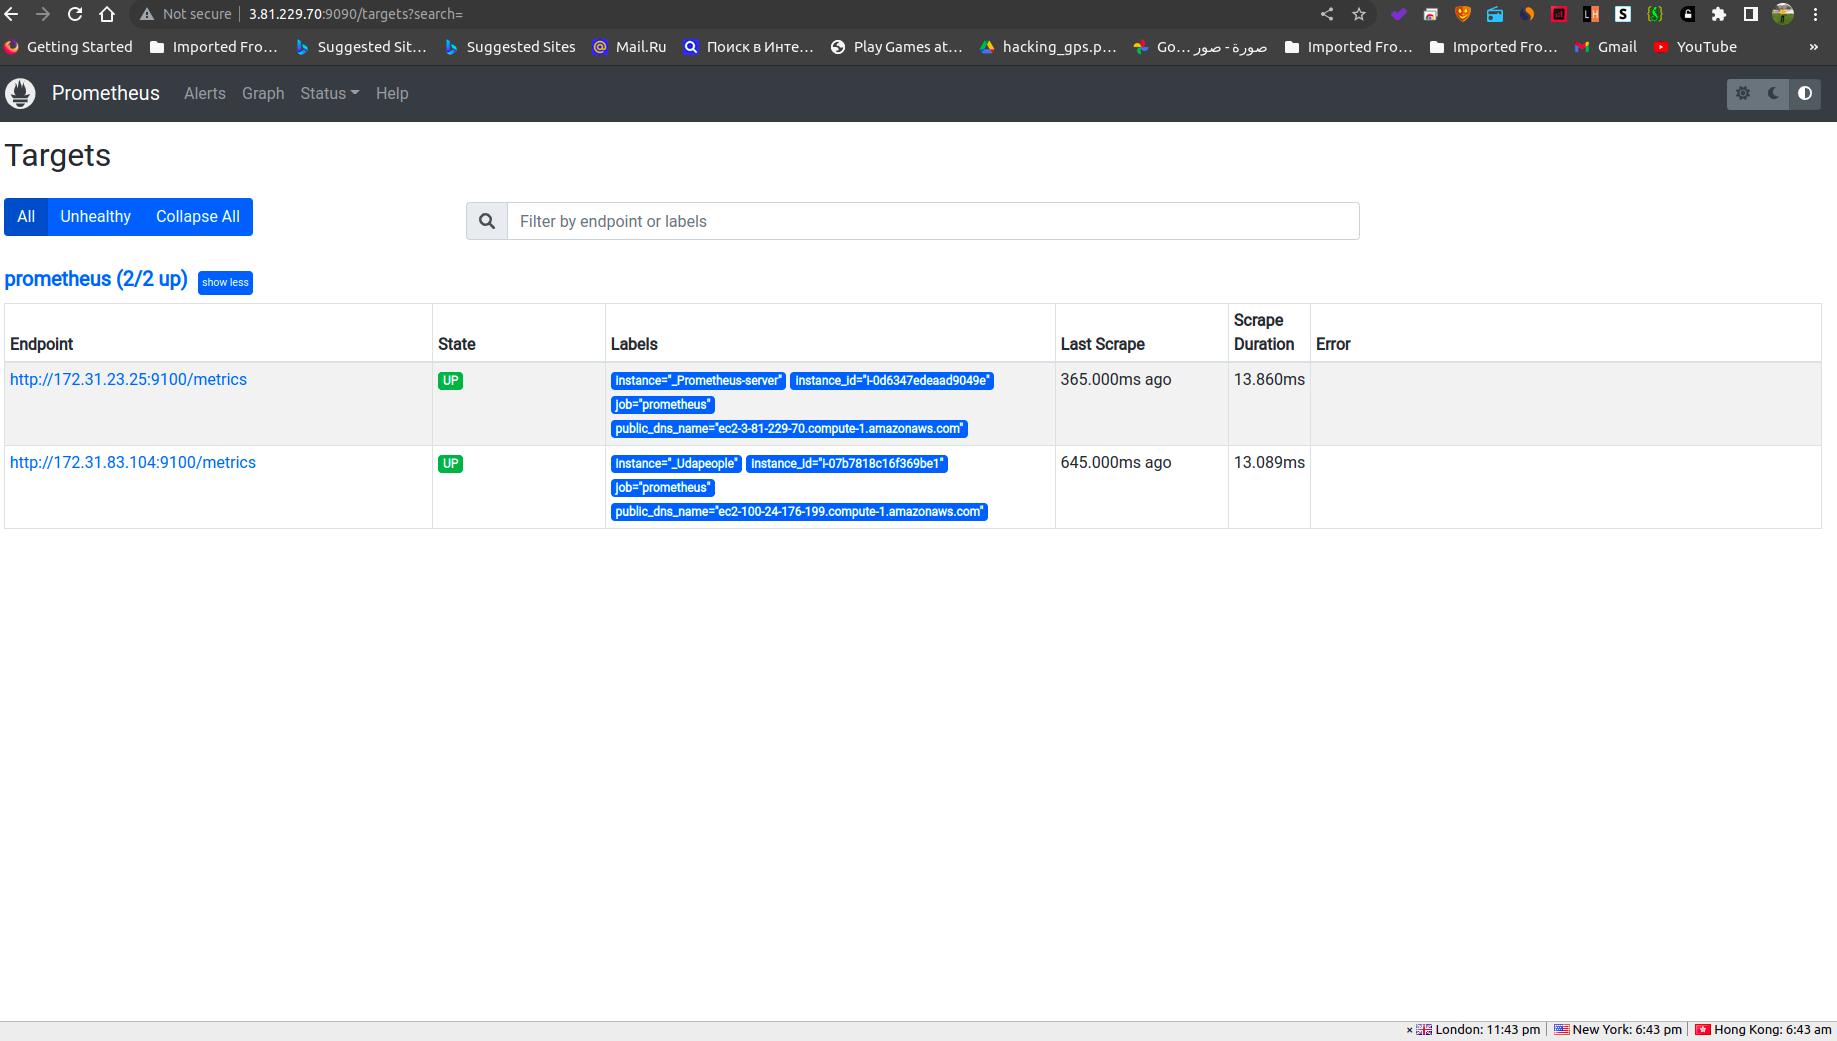 Not secure | 3.81.229.70:9090/targets?search=
Getting Started Imported Fro… Suggested Sit… Suggested Sites Mail.Ru Поиск в Инте… Play Games at… hacking_gps.p… Go… صورة - صور Imported Fro… Imported Fro… Gmail YouTube »
Prometheus Alerts Graph Status Help
Targets
All Unhealthy Collapse All Filter by endpoint or labels
prometheus (2/2 up) show less
Endpoint State Labels Last Scrape Scrape Duration Error
http://172.31.23.25:9100/metrics UP instance="_Prometheus-server" instance_id="i-0d6347edeaad9049e" 365.000ms ago 13.860ms
job="prometheus"
public_dns_name="ec2-3-81-229-70.compute-1.amazonaws.com"
http://172.31.83.104:9100/metrics UP instance="_Udapeople" instance_id="i-07b7818c16f369be1" 645.000ms ago 13.089ms
job="prometheus"
public_dns_name="ec2-100-24-176-199.compute-1.amazonaws.com"
× London: 11:43 pm New York: 6:43 pm Hong Kong: 6:43 am